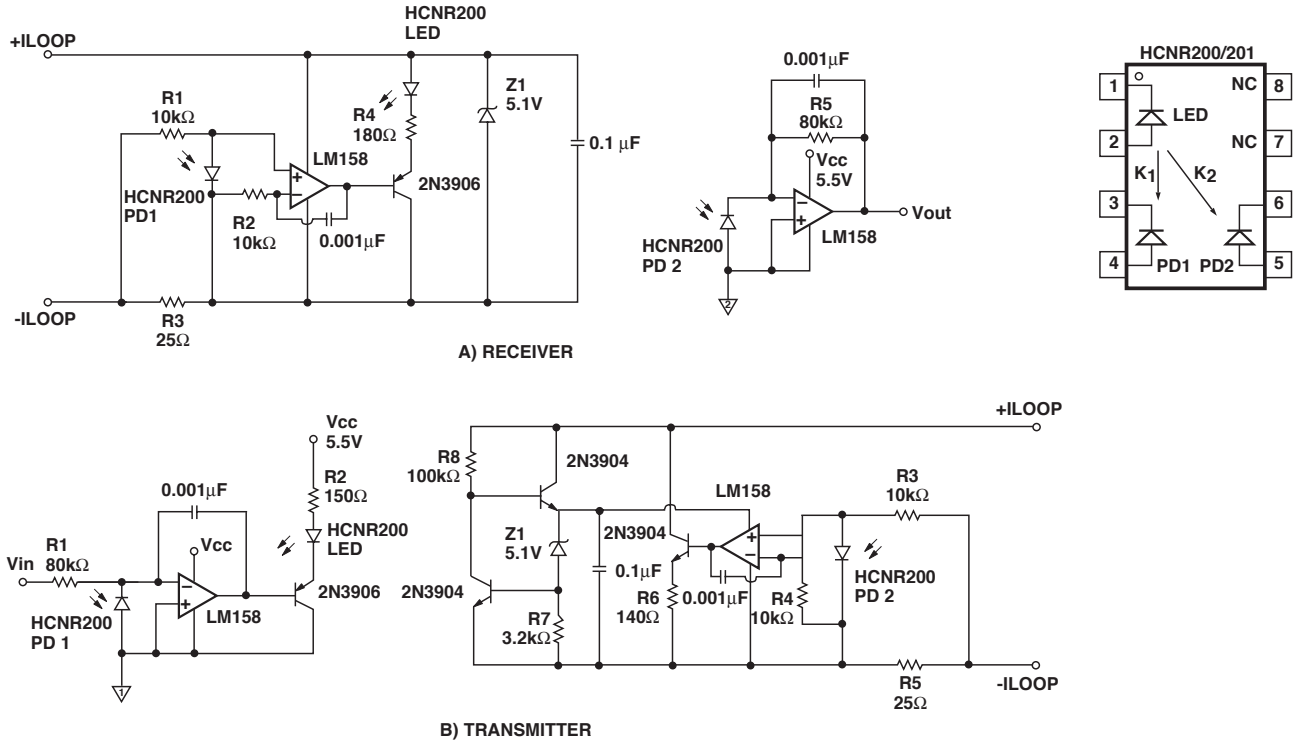 HCNR200
LED
+ILOOP
R1
10kΩ
HCNR200
PD1
R2
10kΩ
+
−
LM158
0.001µF
R4
180Ω
2N3906
Z1
5.1V
0.1 µF
-ILOOP
R3
25Ω
0.001µF
R5
80kΩ
Vcc
5.5V
−
+
LM158
Vout
HCNR200
PD 2
2
A) RECEIVER
HCNR200/201
1
2
3
4
LED
K1
K2
PD1
PD2
NC
NC
8
7
6
5
Vin
R1
80kΩ
HCNR200
PD 1
1
0.001µF
Vcc
−
+
LM158
Vcc
5.5V
R2
150Ω
HCNR200
LED
2N3906
+ILOOP
R8
100kΩ
2N3904
2N3904
Z1
5.1V
R7
3.2kΩ
0.1µF
2N3904
R6
140Ω
LM158
+
−
0.001µF
R4
10kΩ
R3
10kΩ
HCNR200
PD 2
R5
25Ω
-ILOOP
B) TRANSMITTER